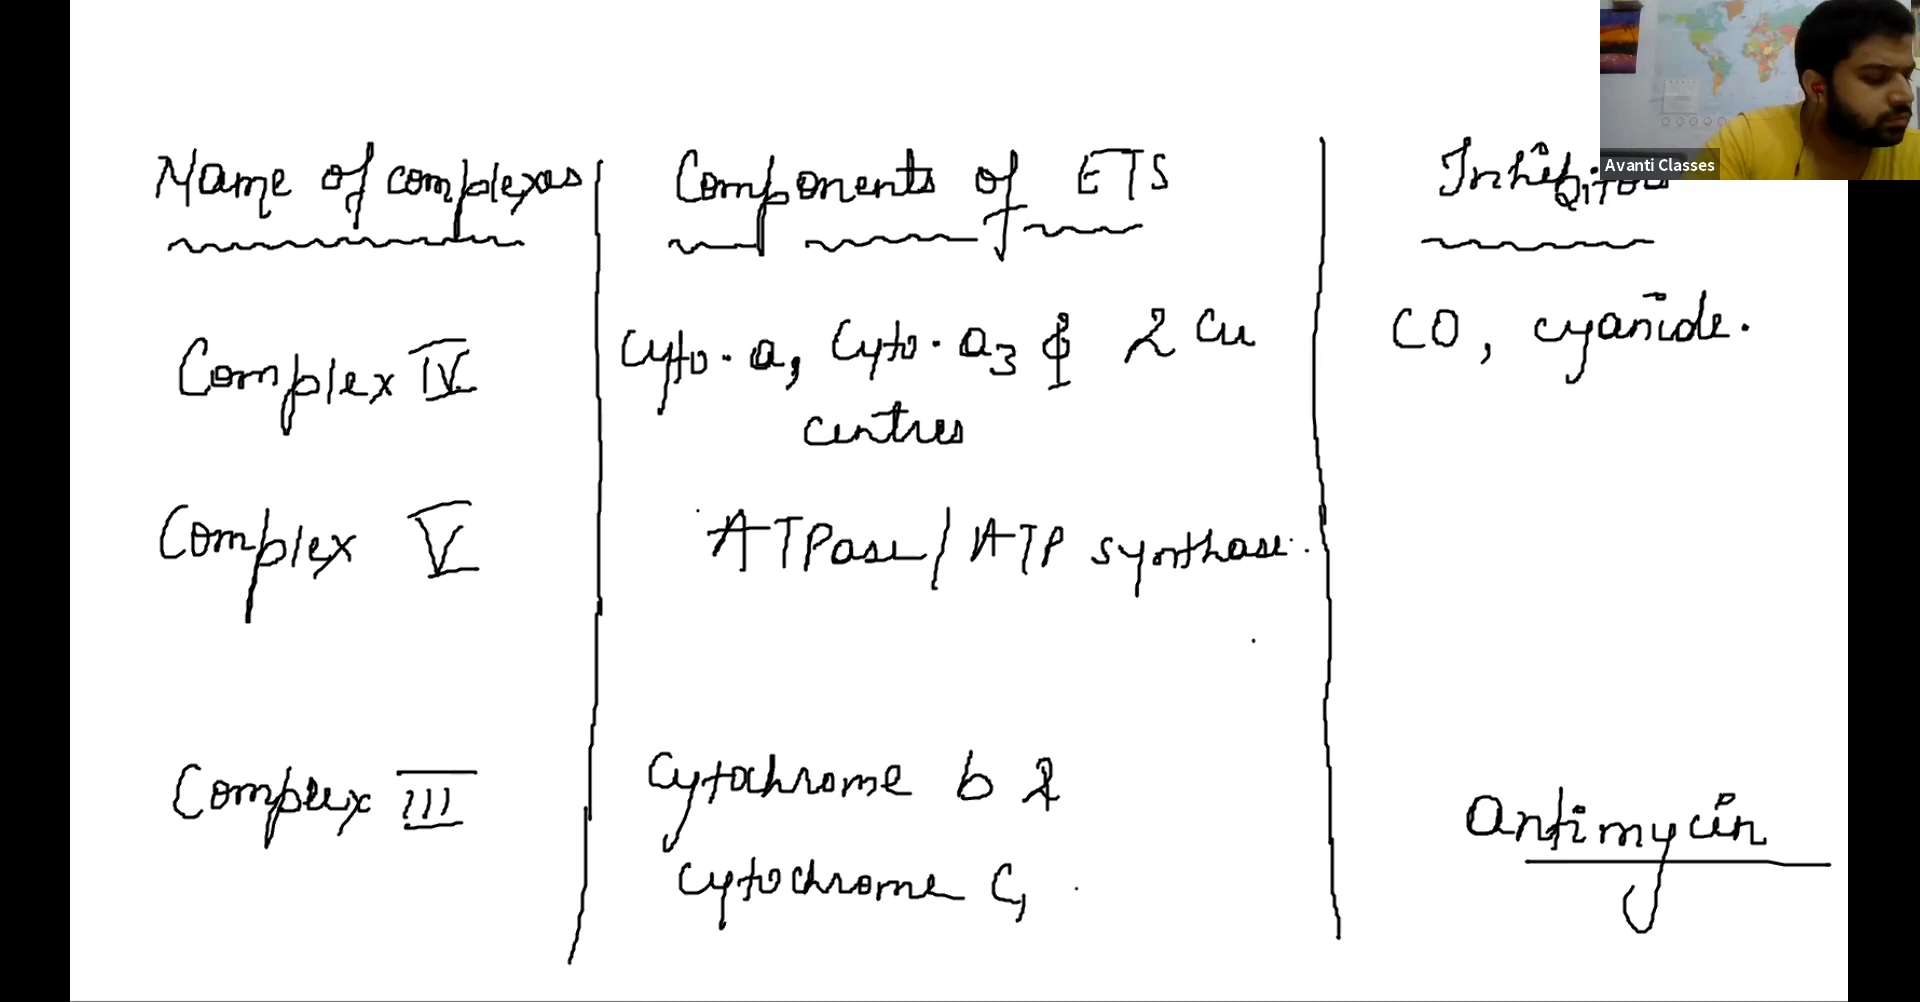 Name of complexes
Components of ETS
Inhibitor
Complex IV
Cyto. a, Cyto. a3 & 2 Cu
centres
CO, cyanide.
Complex V
ATPase/ATP synthase.
Complex III
Cytochrome b &
Cytochrome C1
Antimycin
Avanti Classes